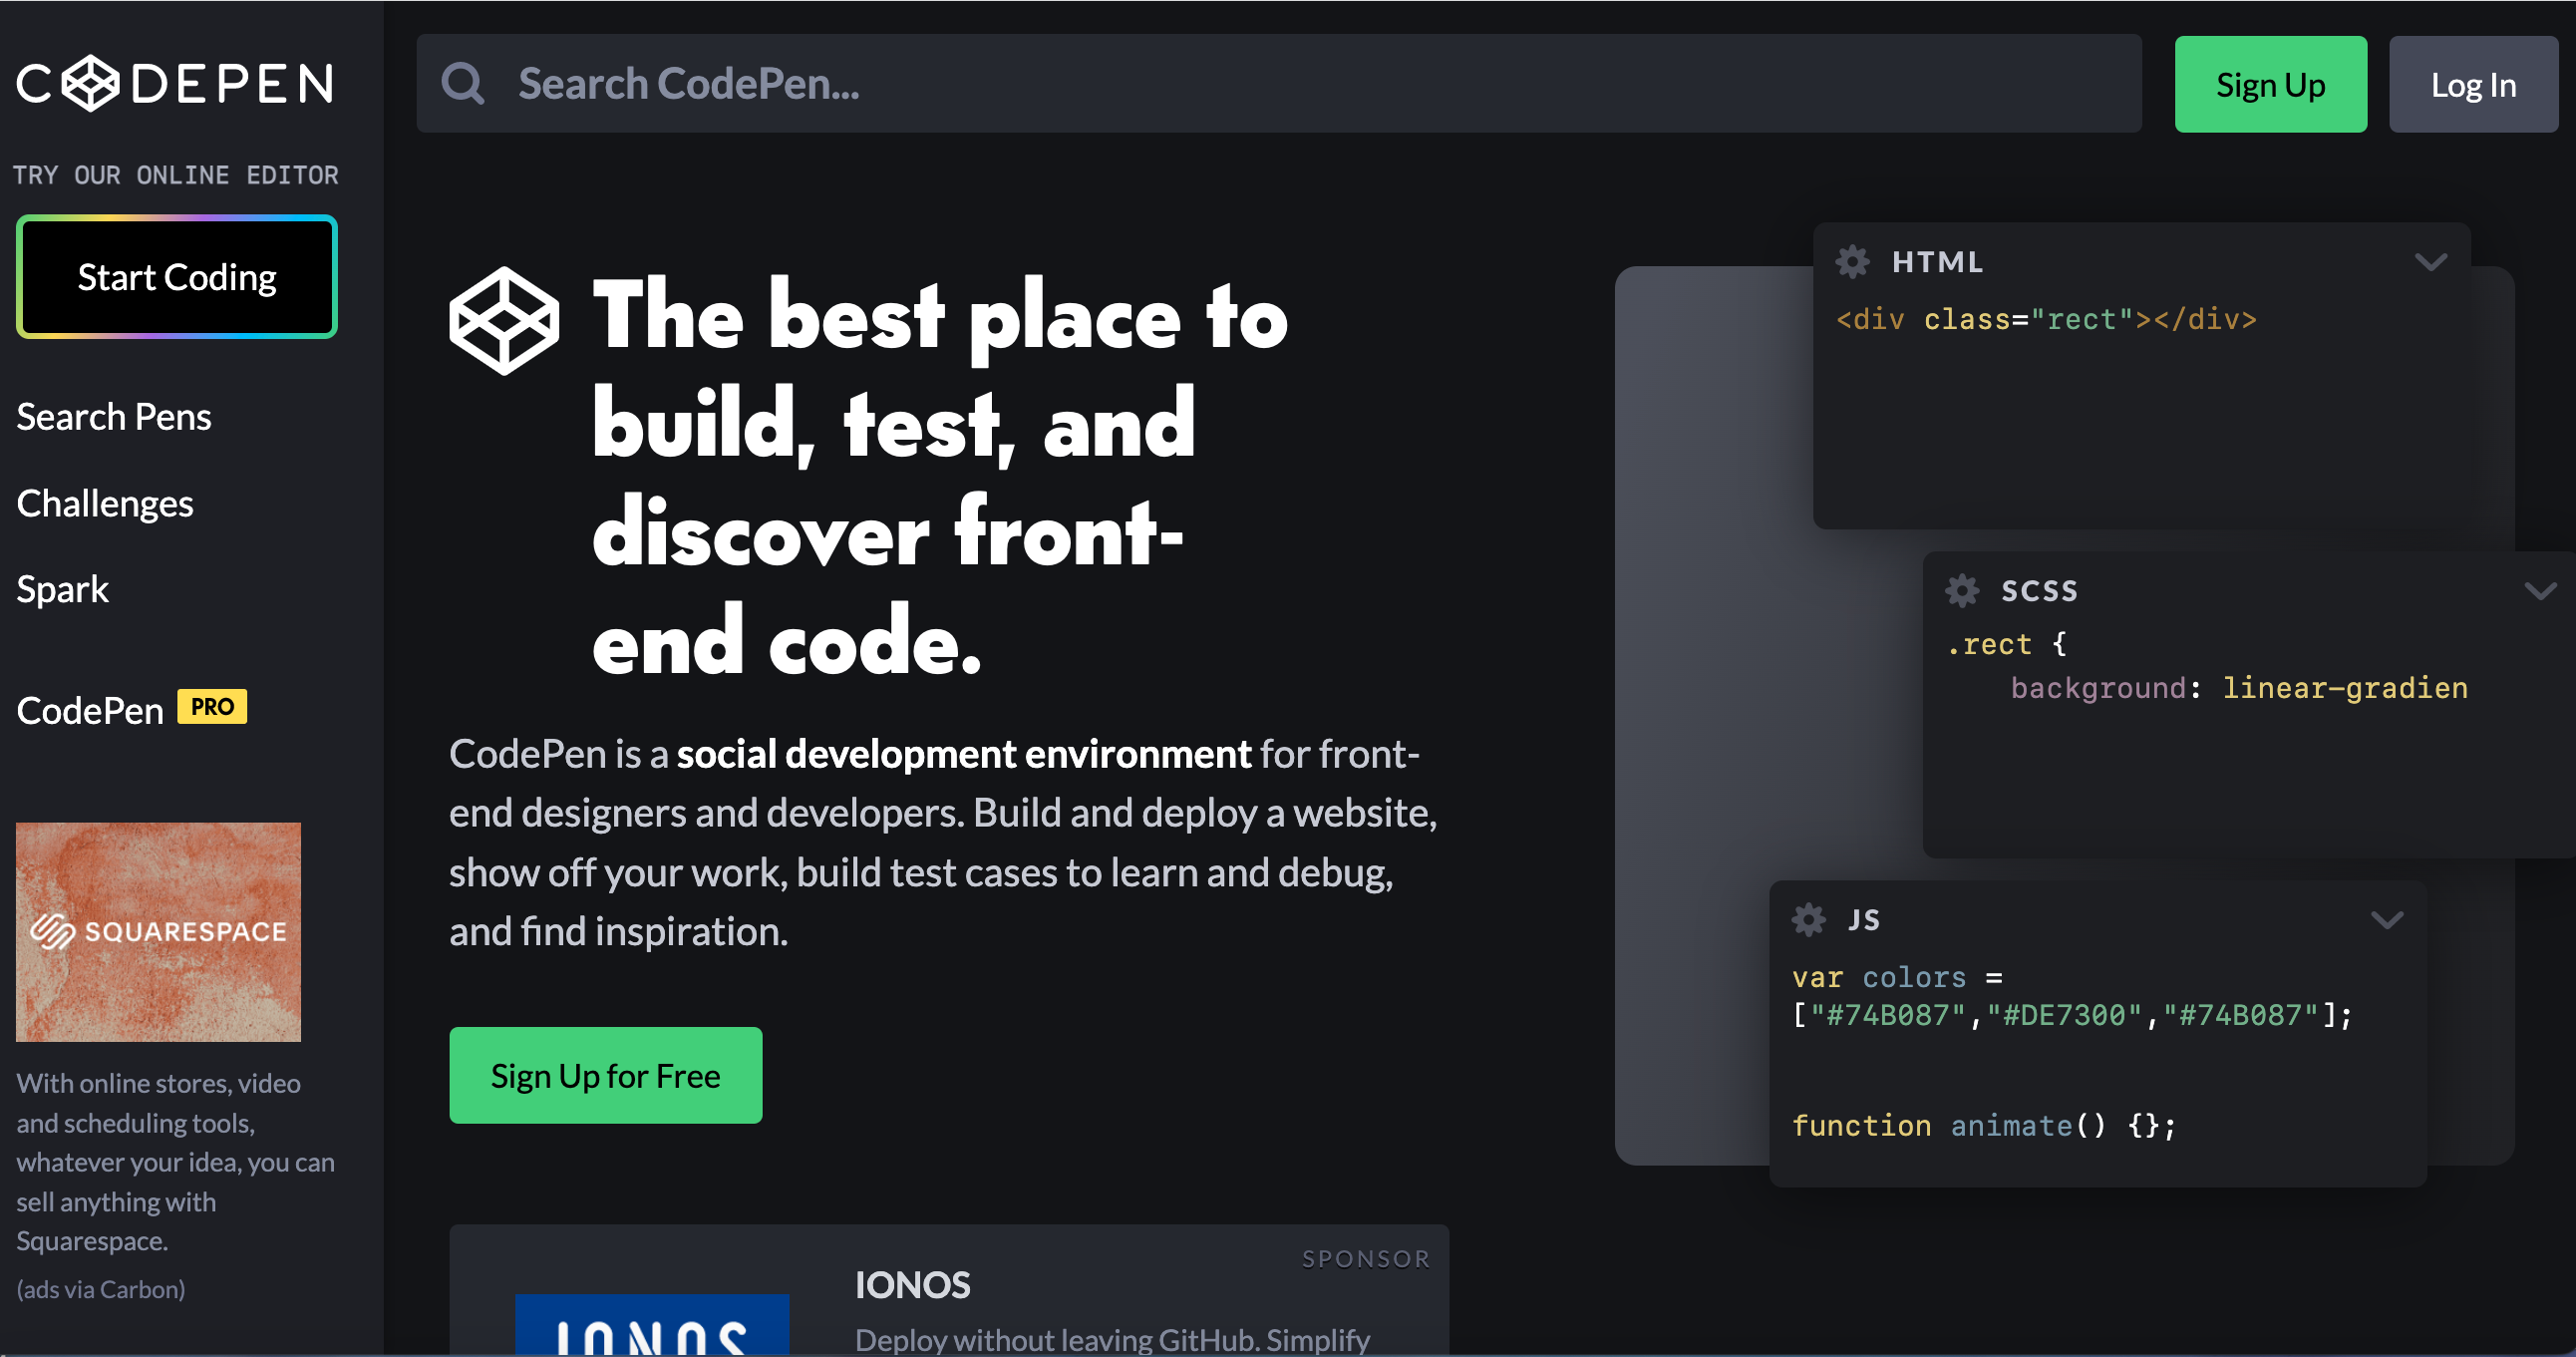 CODEPEN
TRY OUR ONLINE EDITOR
Start Coding
Search Pens
Challenges
Spark
CodePen PRO
SQUARESPACE
With online stores, video
and scheduling tools,
whatever your idea, you can
sell anything with
Squarespace.
(ads via Carbon)
Search CodePen...
Sign Up
Log In
The best place to
build, test, and
discover front-
end code.
CodePen is a social development environment for front-
end designers and developers. Build and deploy a website,
show off your work, build test cases to learn and debug,
and find inspiration.
Sign Up for Free
HTML
<div class="rect"></div>
SCSS
.rect {
background: linear-gradien
JS
var colors =
["#74B087","#DE7300","#74B087"];
function animate() {};
SPONSOR
IONOS
IONOS
Deploy without leaving GitHub. Simplify